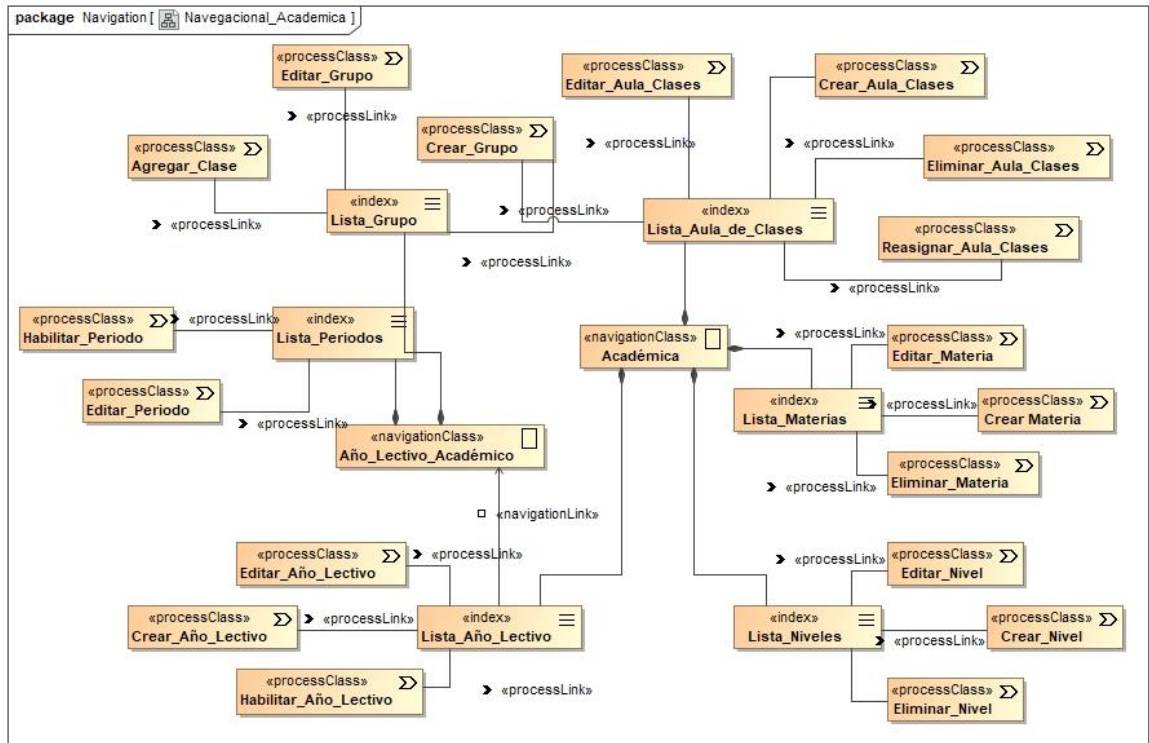 package Navigation [ Navegacional_Academica ]
«processClass»
Editar_Grupo
«processLink»
«processClass»
Editar_Aula_Clases
«processLink»
«processClass»
Crear_Aula_Clases
«processLink»
«processClass»
Agregar_Clase
«processLink»
«processClass»
Crear_Grupo
«processLink»
«processLink»
«processClass»
Eliminar_Aula_Clases
«index»
Lista_Grupo
«index»
Lista_Aula_de_Clases
«processClass»
Reasignar_Aula_Clases
«processLink»
«processClass»
Habilitar_Periodo
«processLink»
«index»
Lista_Periodos
«navigationClass»
Académica
«processLink»
«processClass»
Editar_Materia
«processClass»
Editar_Periodo
«processLink»
«index»
Lista_Materias
«processLink»
«processClass»
Crear Materia
«navigationClass»
Año_Lectivo_Académico
«processClass»
Eliminar_Materia
«processLink»
«navigationLink»
«processClass»
Editar_Año_Lectivo
«processLink»
«processLink»
«processClass»
Editar_Nivel
«processClass»
Crear_Año_Lectivo
«processLink»
«index»
Lista_Año_Lectivo
«index»
Lista_Niveles
«processLink»
«processClass»
Crear_Nivel
«processClass»
Habilitar_Año_Lectivo
«processLink»
«processClass»
Eliminar_Nivel